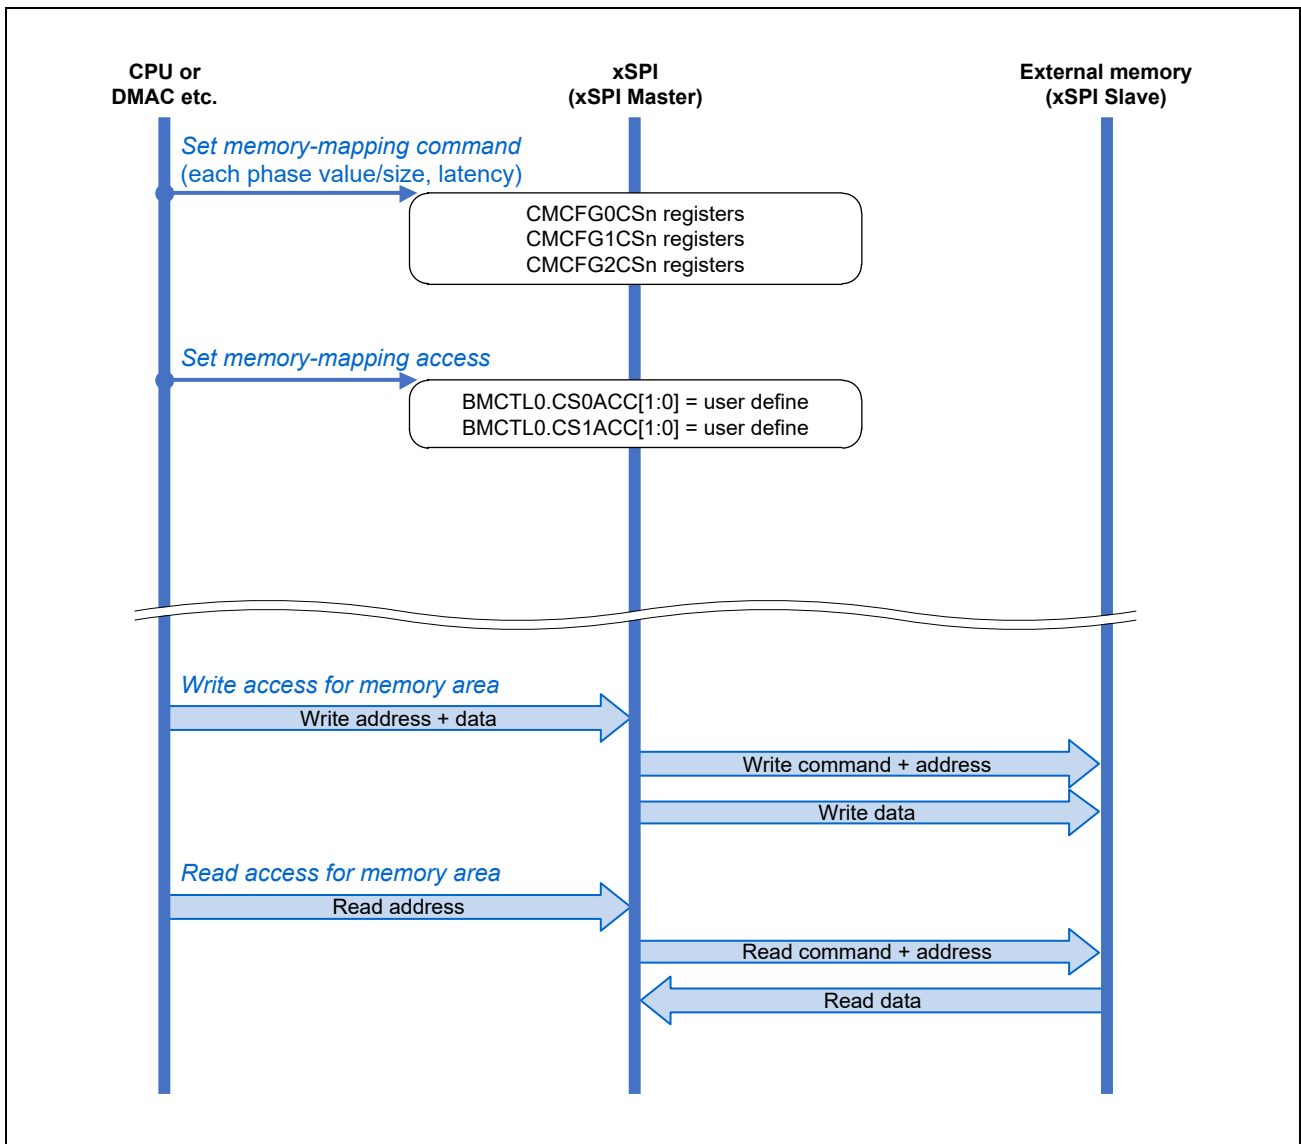 CPU or
DMAC etc.
xSPI
(xSPI Master)
External memory
(xSPI Slave)
Set memory-mapping command
(each phase value/size, latency)
CMCFG0CSn registers
CMCFG1CSn registers
CMCFG2CSn registers
Set memory-mapping access
BMCTL0.CS0ACC[1:0] = user define
BMCTL0.CS1ACC[1:0] = user define
Write access for memory area
Write address + data
Write command + address
Write data
Read access for memory area
Read address
Read command + address
Read data